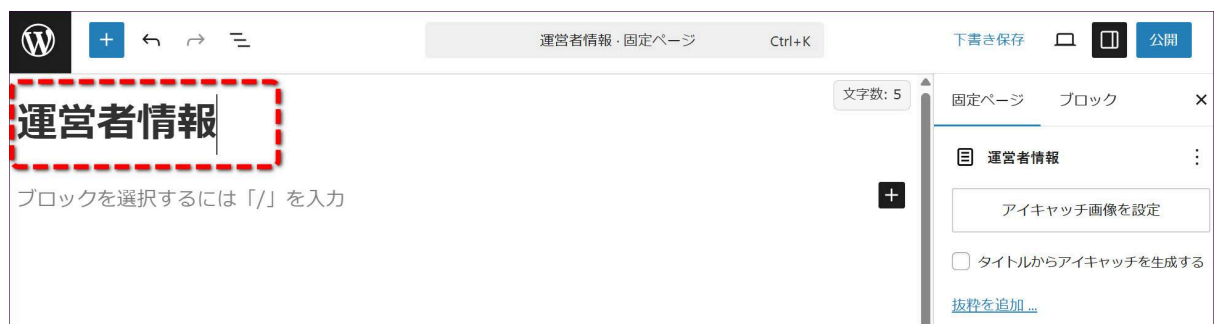 運営者情報 · 固定ページ Ctrl+K
下書き保存
公開
運営者情報
文字数: 5
ブロックを選択するには「/」を入力
固定ページ ブロック
運営者情報
アイキャッチ画像を設定
タイトルからアイキャッチを生成する
抜粋を追加 ...